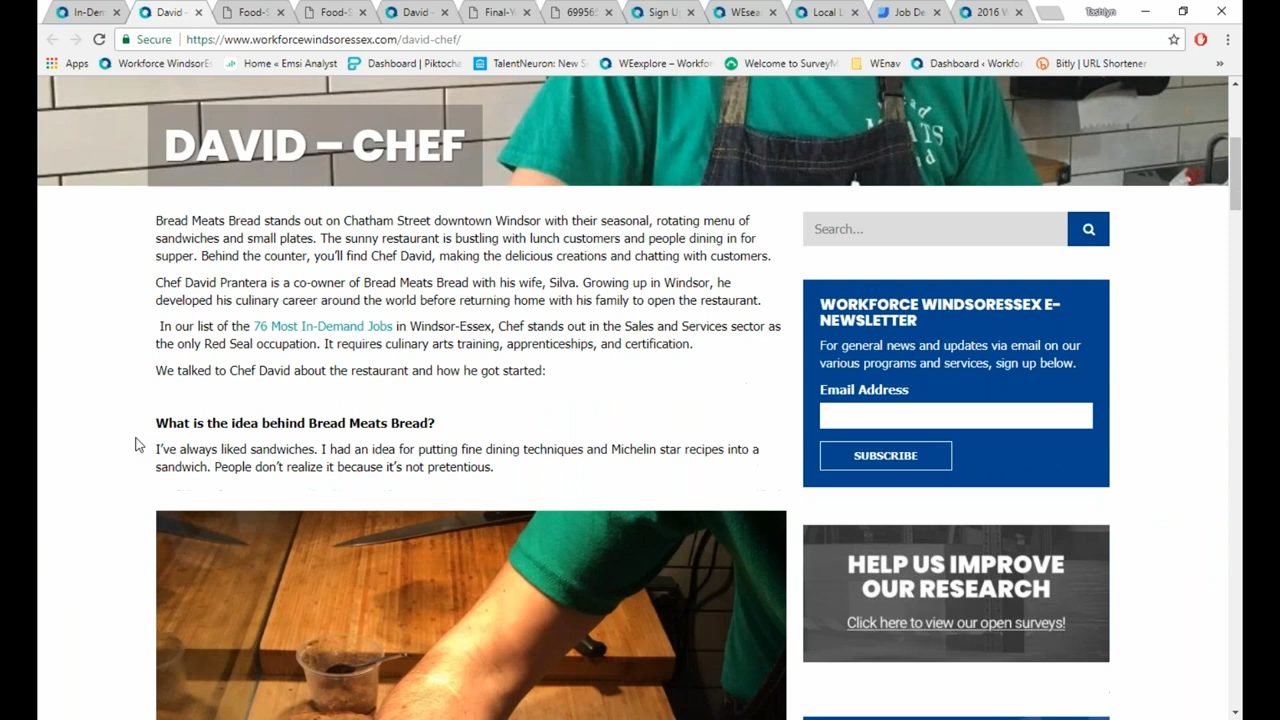 In-Dem
David -
Food-S
Food-S
David -
Final-Y
69956
Sign U
WEsea
Local L
Job De
2016 V
Tashlyn
Secure
https://www.workforcewindsoressex.com/david-chef/
Apps
Workforce WindsorEs
Home « Emsi Analyst
Dashboard | Piktocha
TalentNeuron: New S
WExplore – Workfor
Welcome to SurveyM
WEnav
Dashboard ‹ Workfor
Bitly | URL Shortener
»
MEATS
DAVID – CHEF
Bread Meats Bread stands out on Chatham Street downtown Windsor with their seasonal, rotating menu of
sandwiches and small plates. The sunny restaurant is bustling with lunch customers and people dining in for
supper. Behind the counter, you'll find Chef David, making the delicious creations and chatting with customers.
Chef David Prantera is a co-owner of Bread Meats Bread with his wife, Silva. Growing up in Windsor, he
developed his culinary career around the world before returning home with his family to open the restaurant.
In our list of the 76 Most In-Demand Jobs in Windsor-Essex, Chef stands out in the Sales and Services sector as
the only Red Seal occupation. It requires culinary arts training, apprenticeships, and certification.
We talked to Chef David about the restaurant and how he got started:
What is the idea behind Bread Meats Bread?
I've always liked sandwiches. I had an idea for putting fine dining techniques and Michelin star recipes into a
sandwich. People don't realize it because it's not pretentious.
Search...
WORKFORCE WINDSORESSEX E-
NEWSLETTER
For general news and updates via email on our
various programs and services, sign up below.
Email Address
SUBSCRIBE
HELP US IMPROVE
OUR RESEARCH
Click here to view our open surveys!